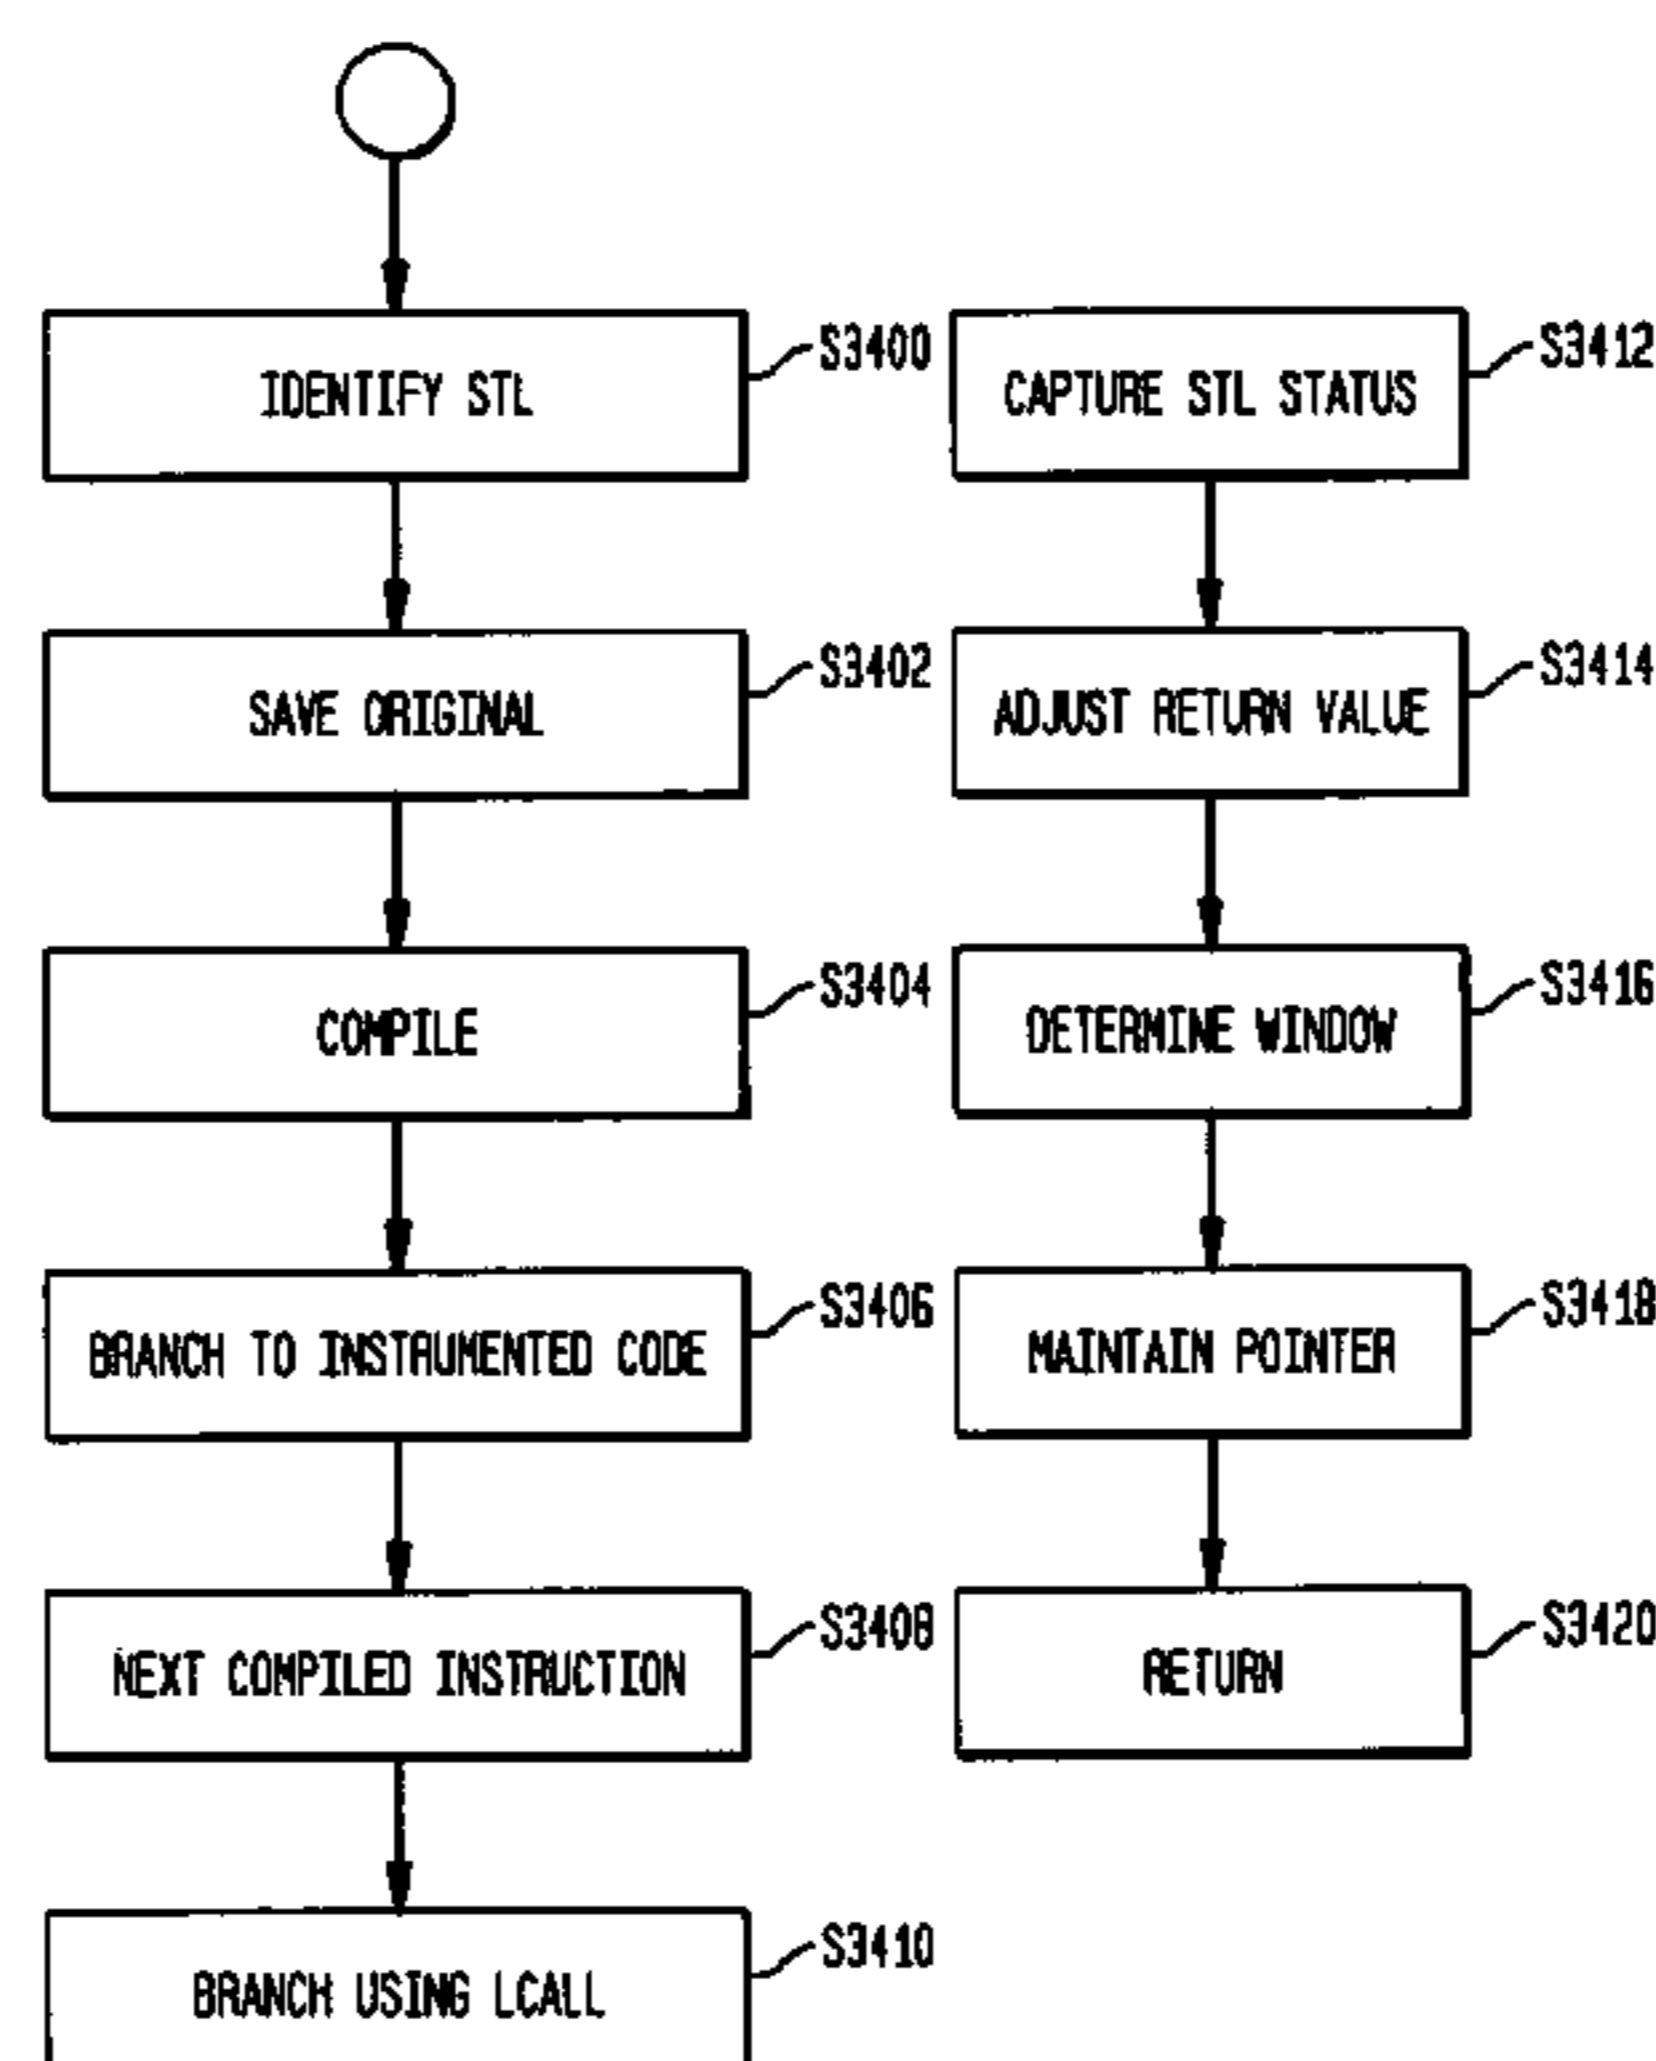 IDENTIFY STL
S3400
SAVE ORIGINAL
S3402
COMPILE
S3404
BRANCH TO INSTRUMENTED CODE
S3406
NEXT COMPILED INSTRUCTION
S3408
BRANCH USING LCALL
S3410
CAPTURE STL STATUS
S3412
ADJUST RETURN VALUE
S3414
DETERMINE WINDOW
S3416
MAINTAIN POINTER
S3418
RETURN
S3420